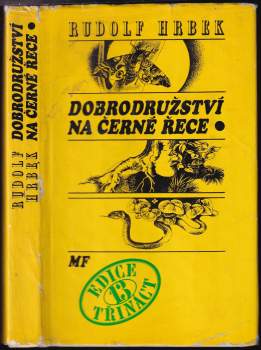 RUDOLF HRBEK
DOBRODRUŽSTVÍ
NA ČERNÉ ŘECE •
MF
EDICE
13
TŘINÁCT
RUDOLF
HRBEK
DOBRODRUŽSTVÍ
NA ČERNÉ ŘECE •